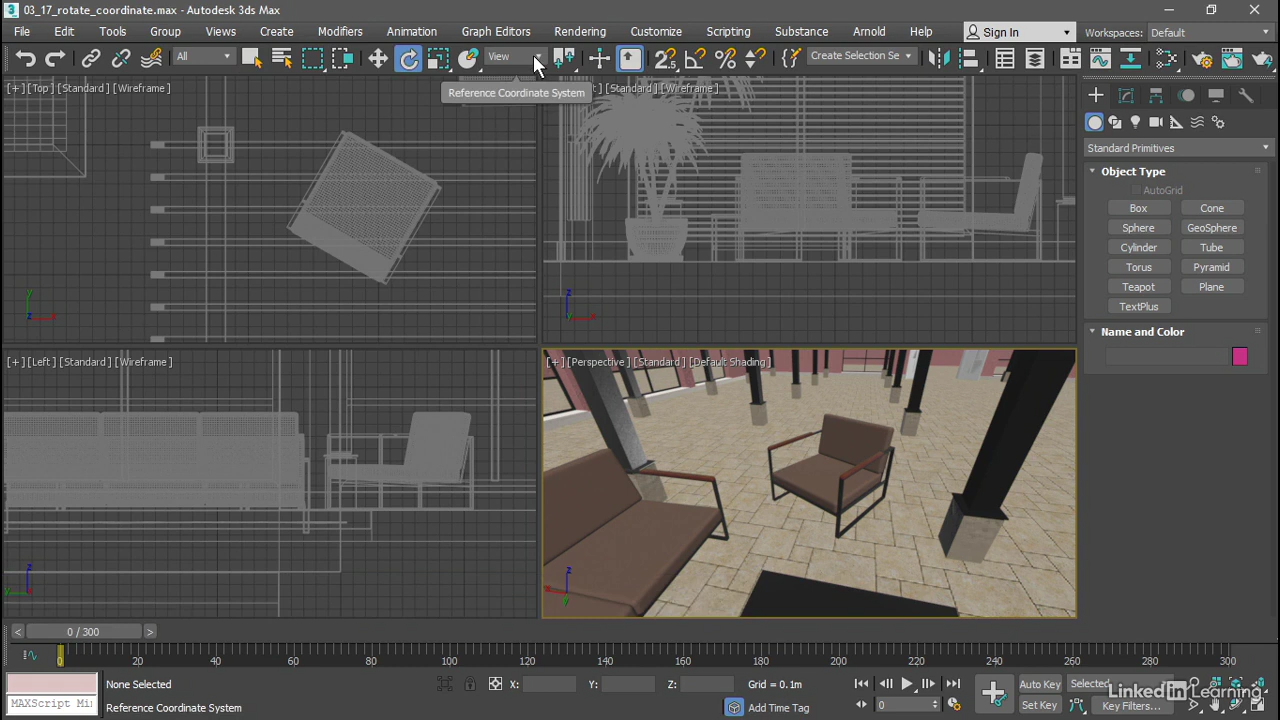 03_17_rotate_coordinate.max - Autodesk 3ds Max
File Edit Tools Group Views Create Modifiers Animation Graph Editors Rendering Customize Scripting Substance Arnold Help Sign In Workspaces: Default
All View Create Selection Se
Reference Coordinate System
[+] [Top] [Standard] [Wireframe]
[Standard] [Wireframe]
Standard Primitives
Object Type
AutoGrid
Box Cone
Sphere GeoSphere
Cylinder Tube
Torus Pyramid
Teapot Plane
TextPlus
Name and Color
[+] [Left] [Standard] [Wireframe]
[+] [Perspective] [Standard] [Default Shading]
y
z
x
z
x
z
y
z
x
y
< 0 / 300 >
0 20 40 60 80 100 120 140 160 180 200 220 240 260 280 300
None Selected X: Y: Z: Grid = 0.1m Auto Key Selected
MAXScript Mi
Reference Coordinate System Add Time Tag 0 Set Key Key Filters...
LinkedIn Learning